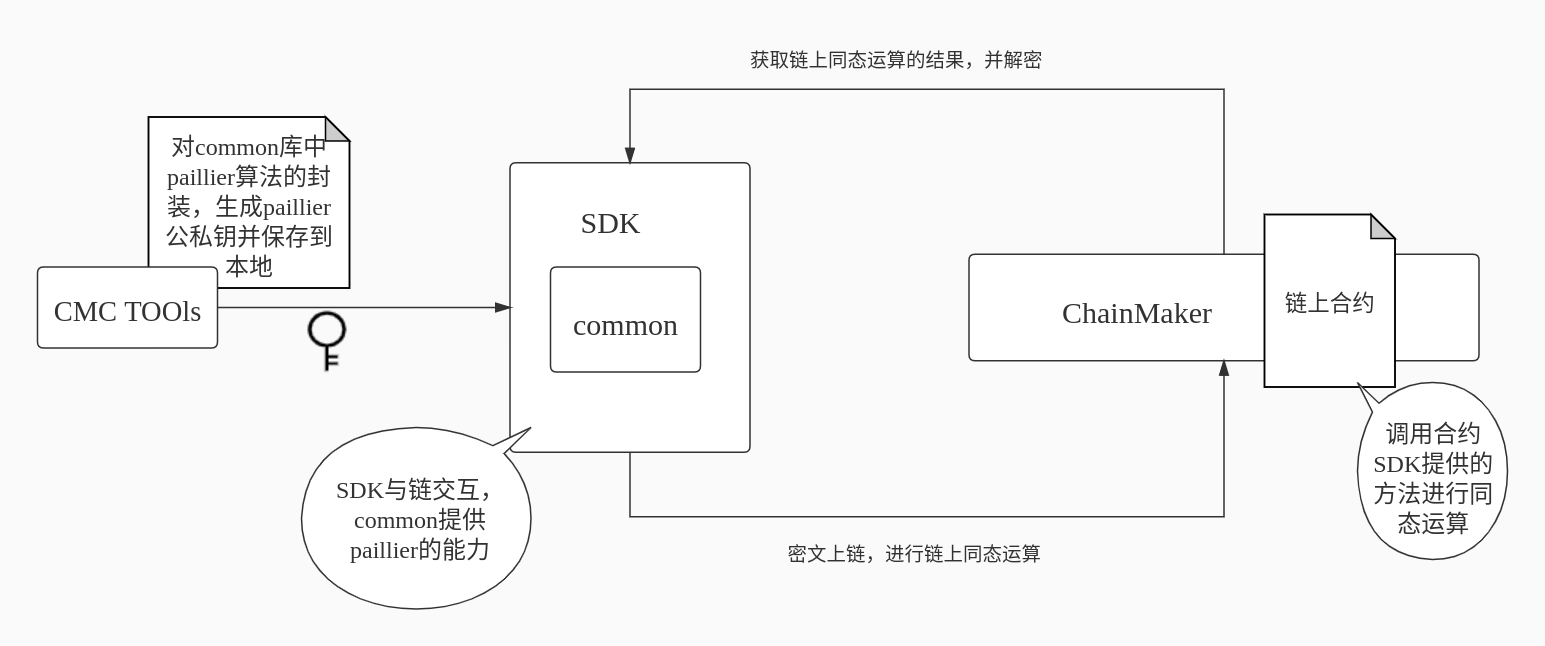 获取链上同态运算的结果，并解密
对common库中
paillier算法的封
装，生成paillier
公私钥并保存到
本地
CMC TOOls
SDK
common
ChainMaker
链上合约
SDK与链交互，
common提供
paillier的能力
调用合约
SDK提供的
方法进行同
态运算
密文上链，进行链上同态运算